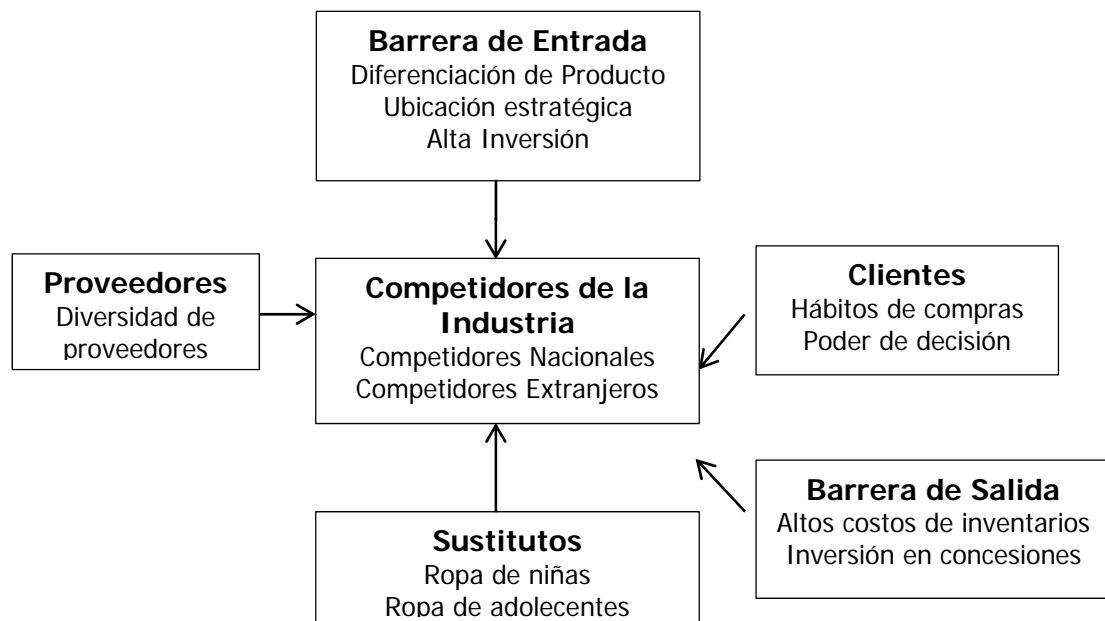 Barrera de Entrada
Diferenciación de Producto
Ubicación estratégica
Alta Inversión
Proveedores
Diversidad de
proveedores
Competidores de la
Industria
Competidores Nacionales
Competidores Extranjeros
Clientes
Hábitos de compras
Poder de decisión
Barrera de Salida
Altos costos de inventarios
Inversión en concesiones
Sustitutos
Ropa de niñas
Ropa de adolecentes